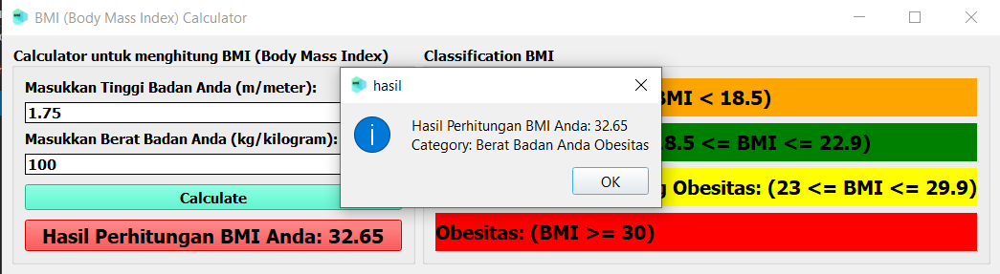 BMI (Body Mass Index) Calculator
Calculator untuk menghitung BMI (Body Mass Index)
Masukkan Tinggi Badan Anda (m/meter):
1.75
Masukkan Berat Badan Anda (kg/kilogram):
100
Calculate
Hasil Perhitungan BMI Anda: 32.65
Classification BMI
BMI < 18.5)
8.5 <= BMI <= 22.9)
Obesitas: (23 <= BMI <= 29.9)
Obesitas: (BMI >= 30)
hasil
Hasil Perhitungan BMI Anda: 32.65
Category: Berat Badan Anda Obesitas
OK